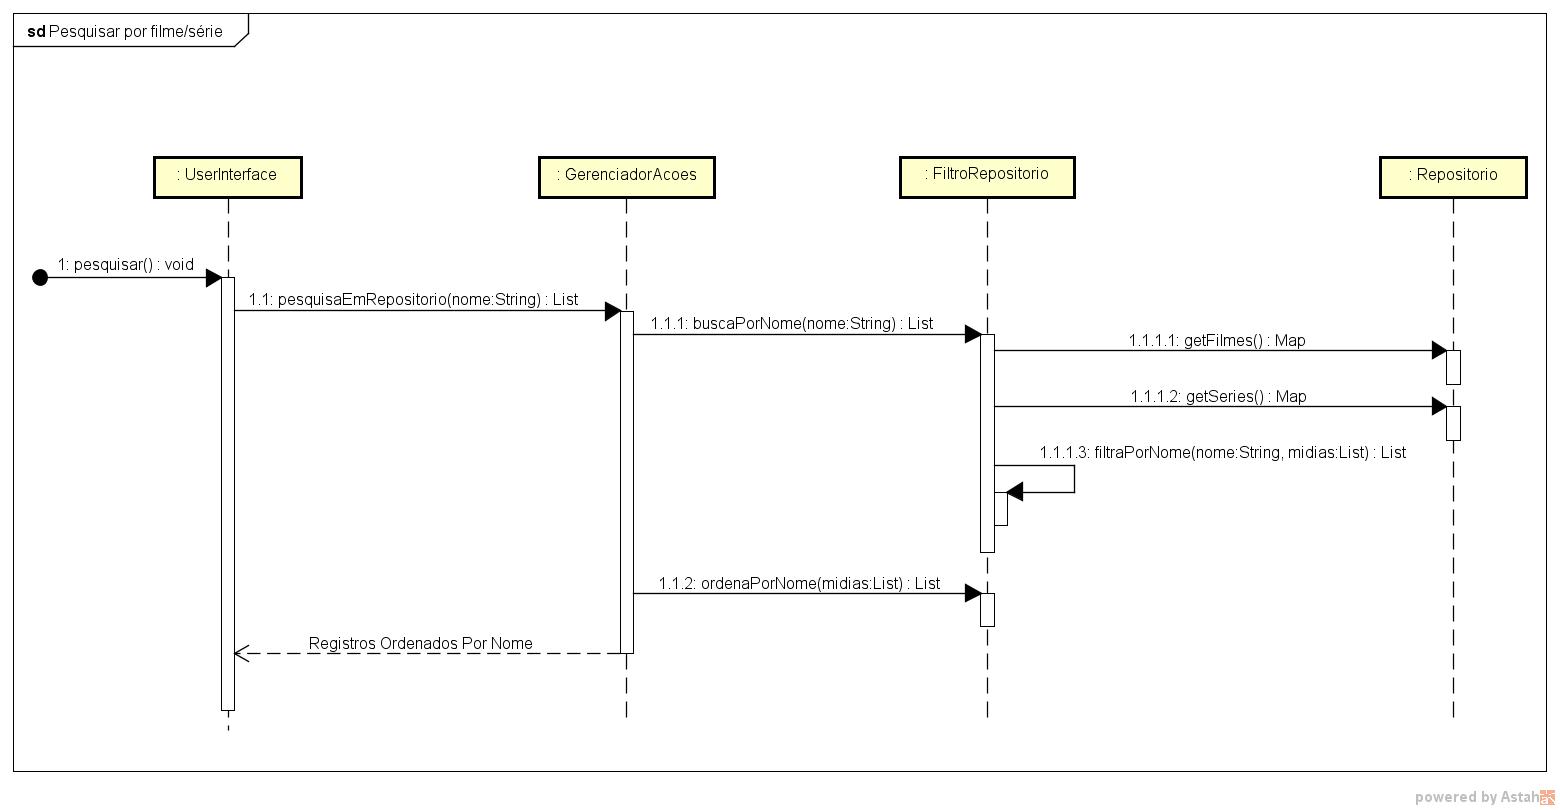 sd Pesquisar por filme/série
: UserInterface
: GerenciadorAcoes
: FiltroRepositorio
: Repositorio
1: pesquisar() : void
1.1: pesquisaEmRepositorio(nome:String) : List
1.1.1: buscaPorNome(nome:String) : List
1.1.1.1: getFilmes() : Map
1.1.1.2: getSeries() : Map
1.1.1.3: filtraPorNome(nome:String, midias:List) : List
1.1.2: ordenaPorNome(midias:List) : List
Registros Ordenados Por Nome
powered by Astah